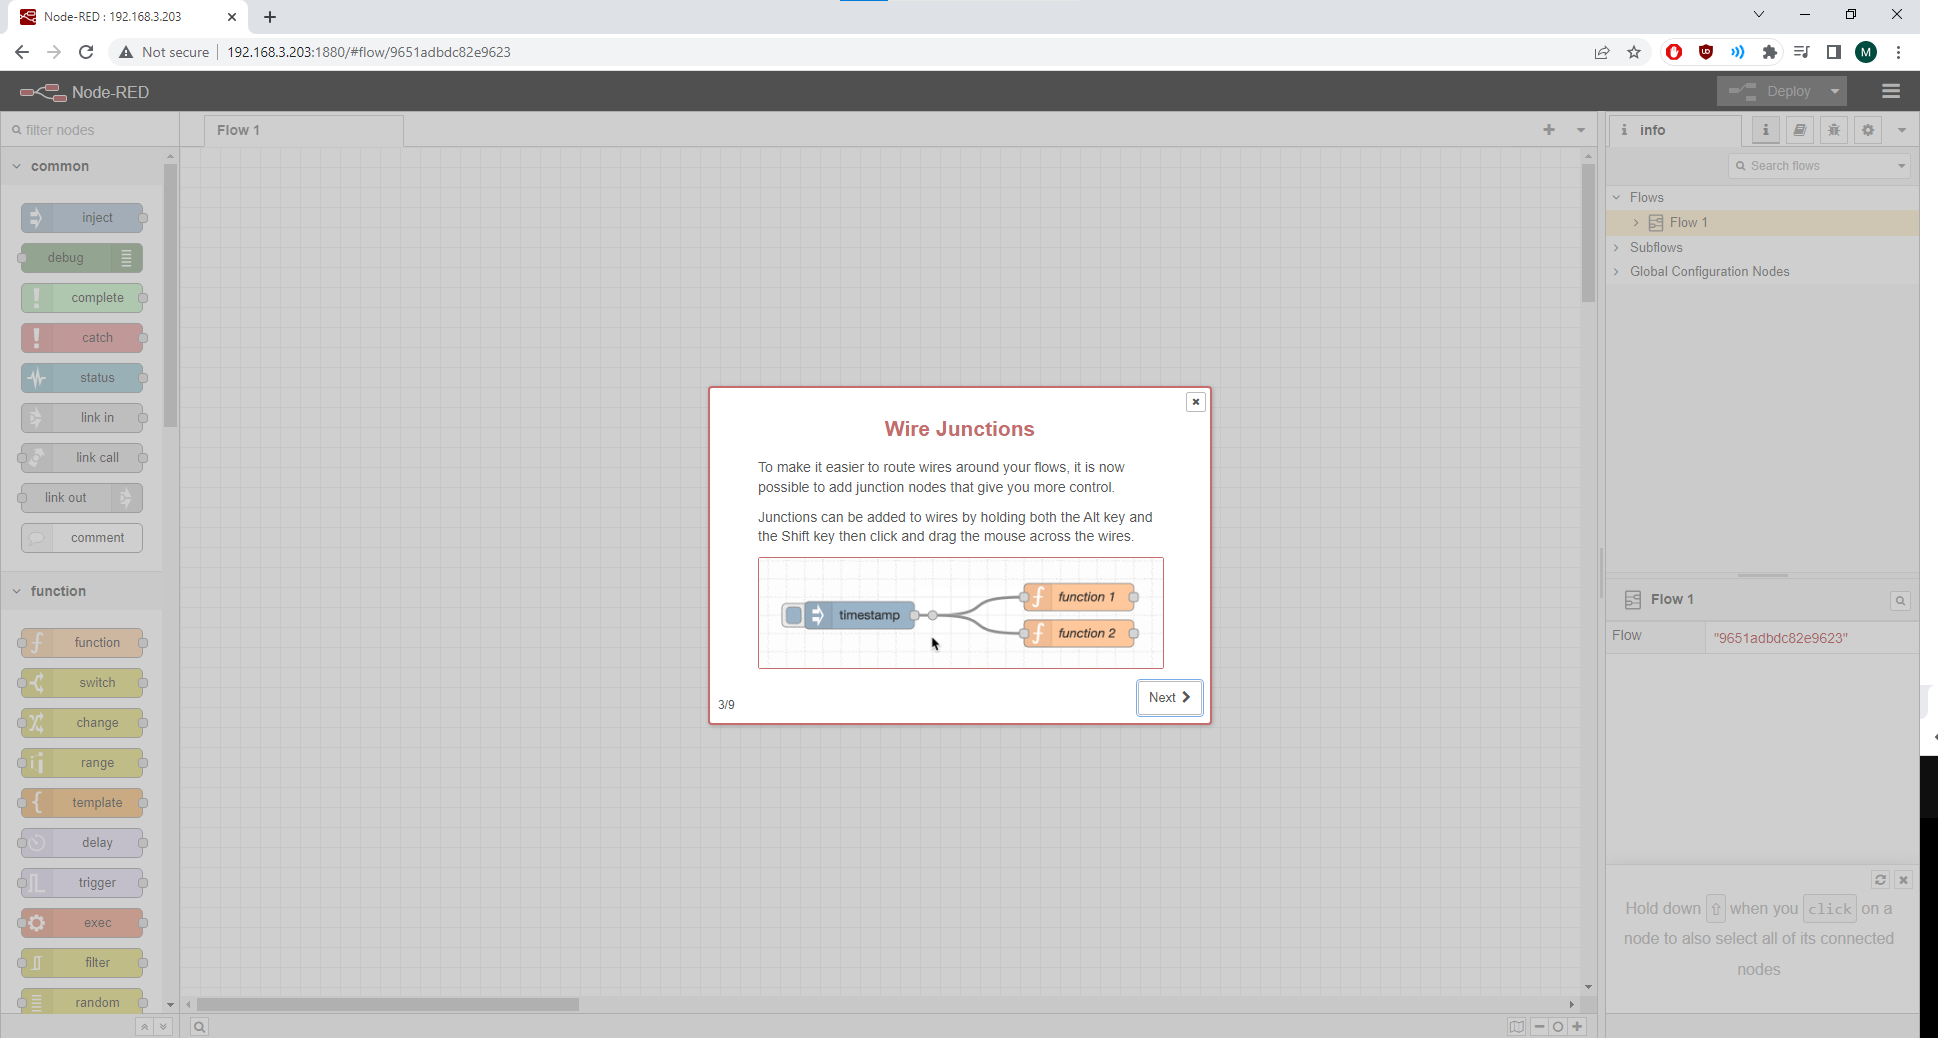 Node-RED : 192.168.3.203
Not secure
192.168.3.203:1880/#flow/9651adbdc82e9623
M
Node-RED
Deploy
filter nodes
Flow 1
info
common
Search flows
inject
debug
complete
catch
status
link in
link call
link out
comment
function
function
switch
change
range
template
delay
trigger
exec
filter
random
Wire Junctions
To make it easier to route wires around your flows, it is now
possible to add junction nodes that give you more control.
Junctions can be added to wires by holding both the Alt key and
the Shift key then click and drag the mouse across the wires.
timestamp
function 1
function 2
3/9
Next
Flows
Flow 1
Subflows
Global Configuration Nodes
Flow 1
Flow
"9651adbdc82e9623"
Hold down ⇧ when you click on a
node to also select all of its connected
nodes